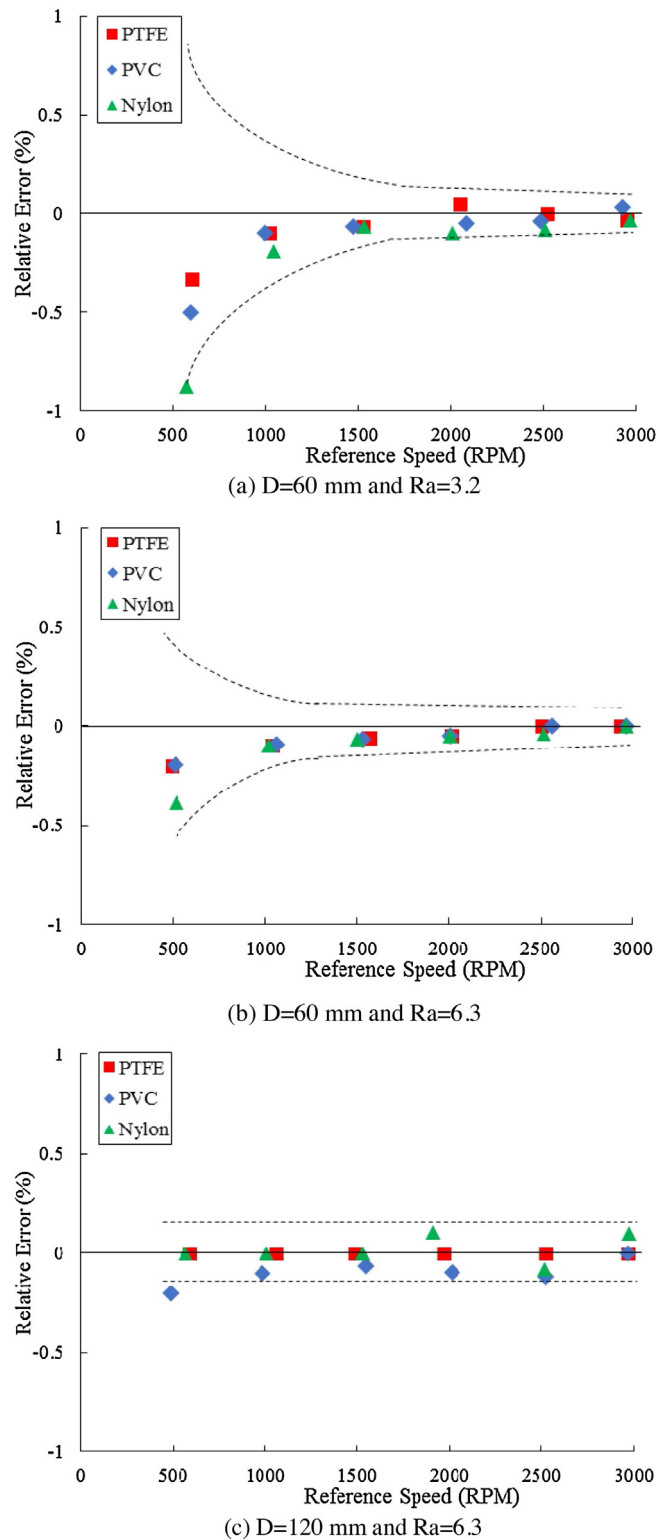 1
PTFE
PVC
Nylon
0.5
0
-0.5
-1
Relative Error (%)
0 500 1000 1500 2000 2500 3000
Reference Speed (RPM)
(a) D=60 mm and Ra=3.2
1
PTFE
PVC
Nylon
0.5
0
-0.5
-1
Relative Error (%)
0 500 1000 1500 2000 2500 3000
Reference Speed (RPM)
(b) D=60 mm and Ra=6.3
1
PTFE
PVC
Nylon
0.5
0
-0.5
-1
Relative Error (%)
0 500 1000 1500 2000 2500 3000
Reference Speed (RPM)
(c) D=120 mm and Ra=6.3